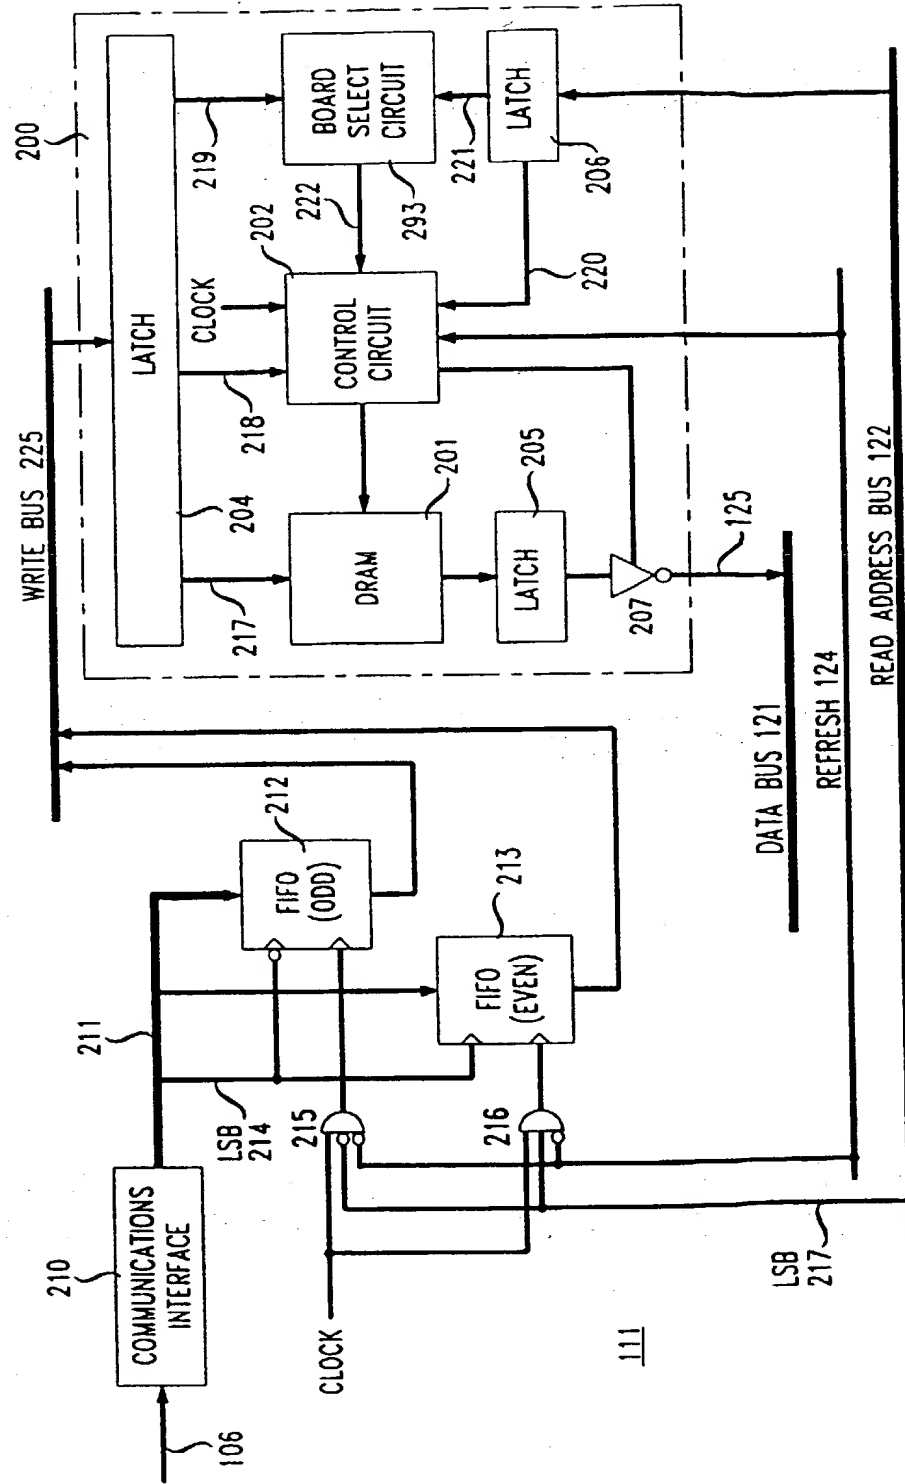 106
210
COMMUNICATIONS
INTERFACE
211
LSB
214
CLOCK
215
216
LSB
217
111
FIFO
(ODD)
212
FIFO
(EVEN)
213
WRITE BUS 225
200
LATCH
204
217
218
219
CLOCK
202
222
DRAM
201
CONTROL
CIRCUIT
BOARD
SELECT
CIRCUIT
293
LATCH
205
221
LATCH
206
220
207
125
DATA BUS 121
REFRESH 124
READ ADDRESS BUS 122